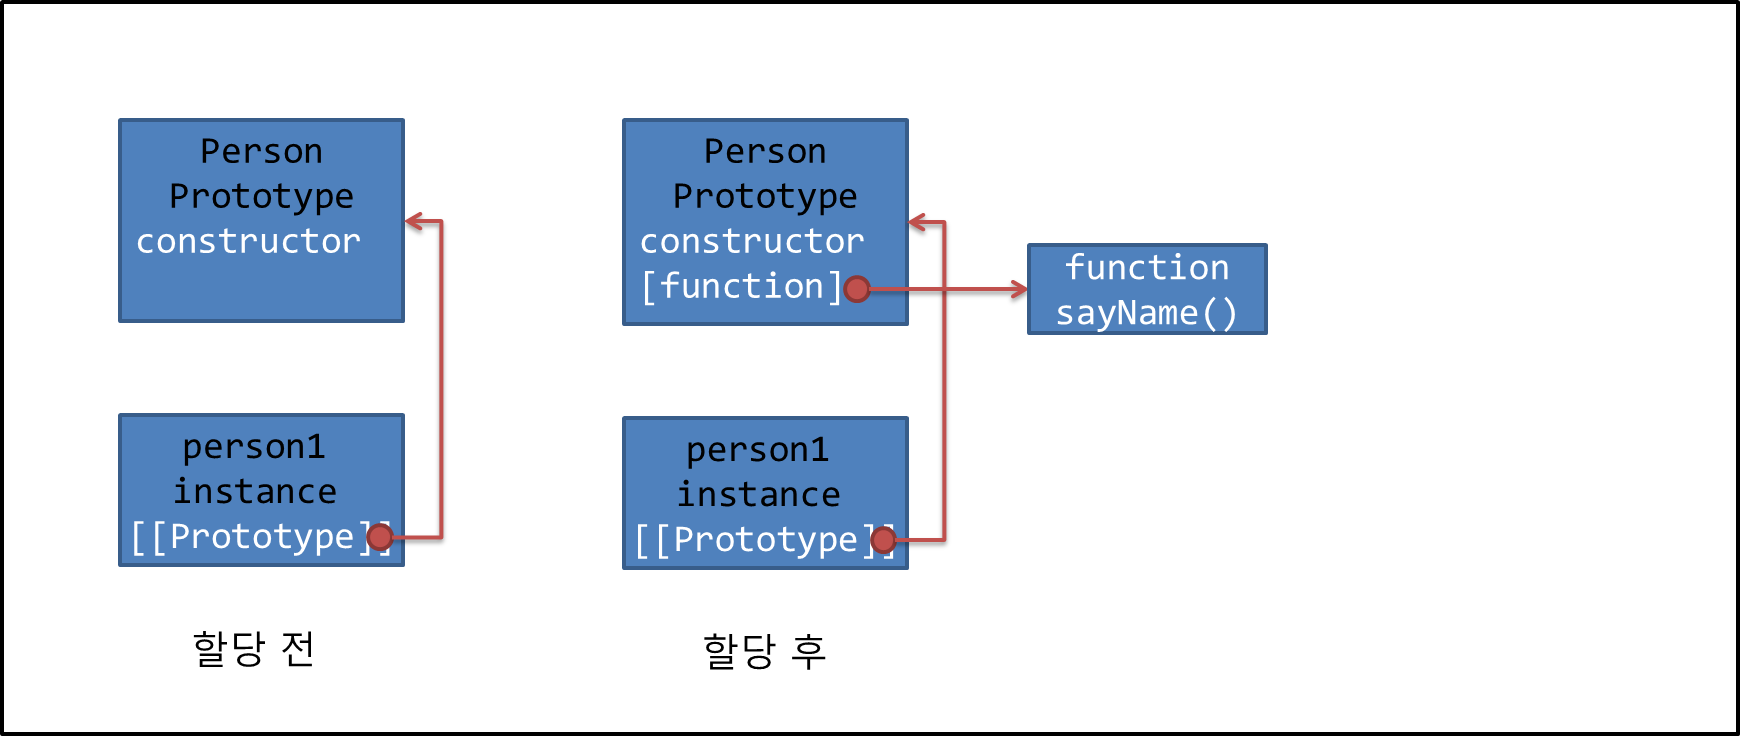 Person
Prototype
constructor
person1
instance
[[Prototype]]
할당 전
Person
Prototype
constructor
[function]
person1
instance
[[Prototype]]
할당 후
function
sayName()